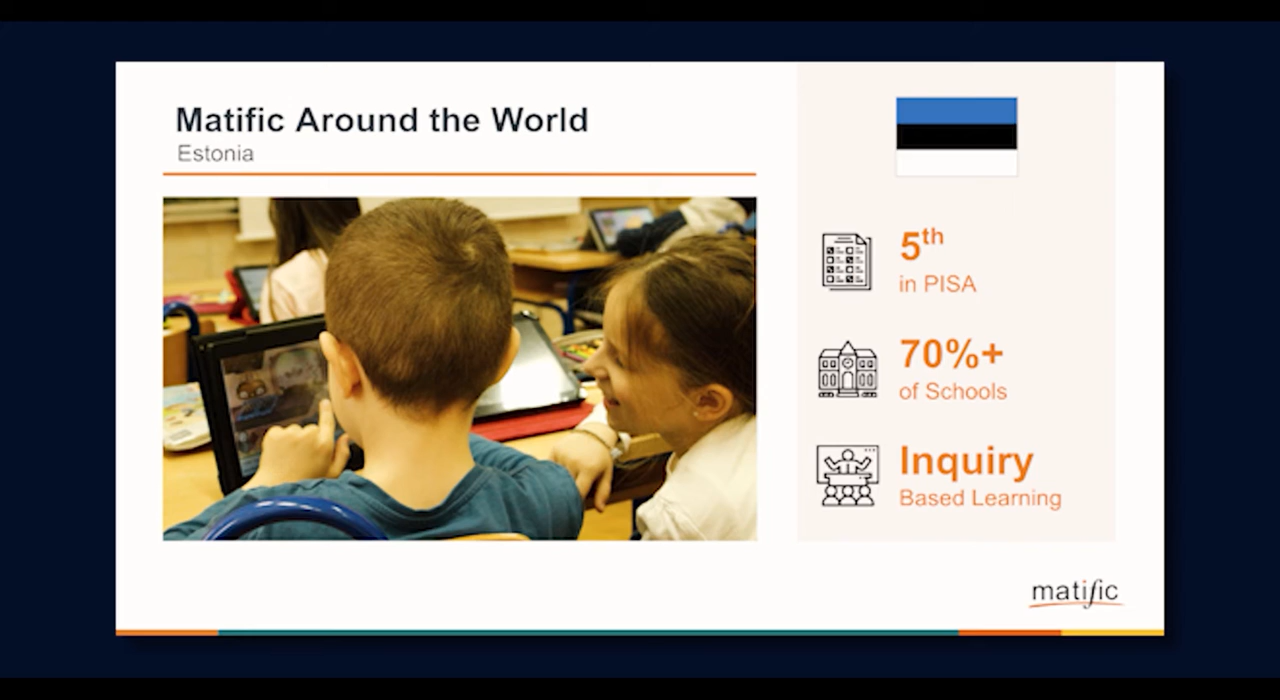 Matific Around the World
Estonia
5th
in PISA
70%+
of Schools
Inquiry
Based Learning
matific